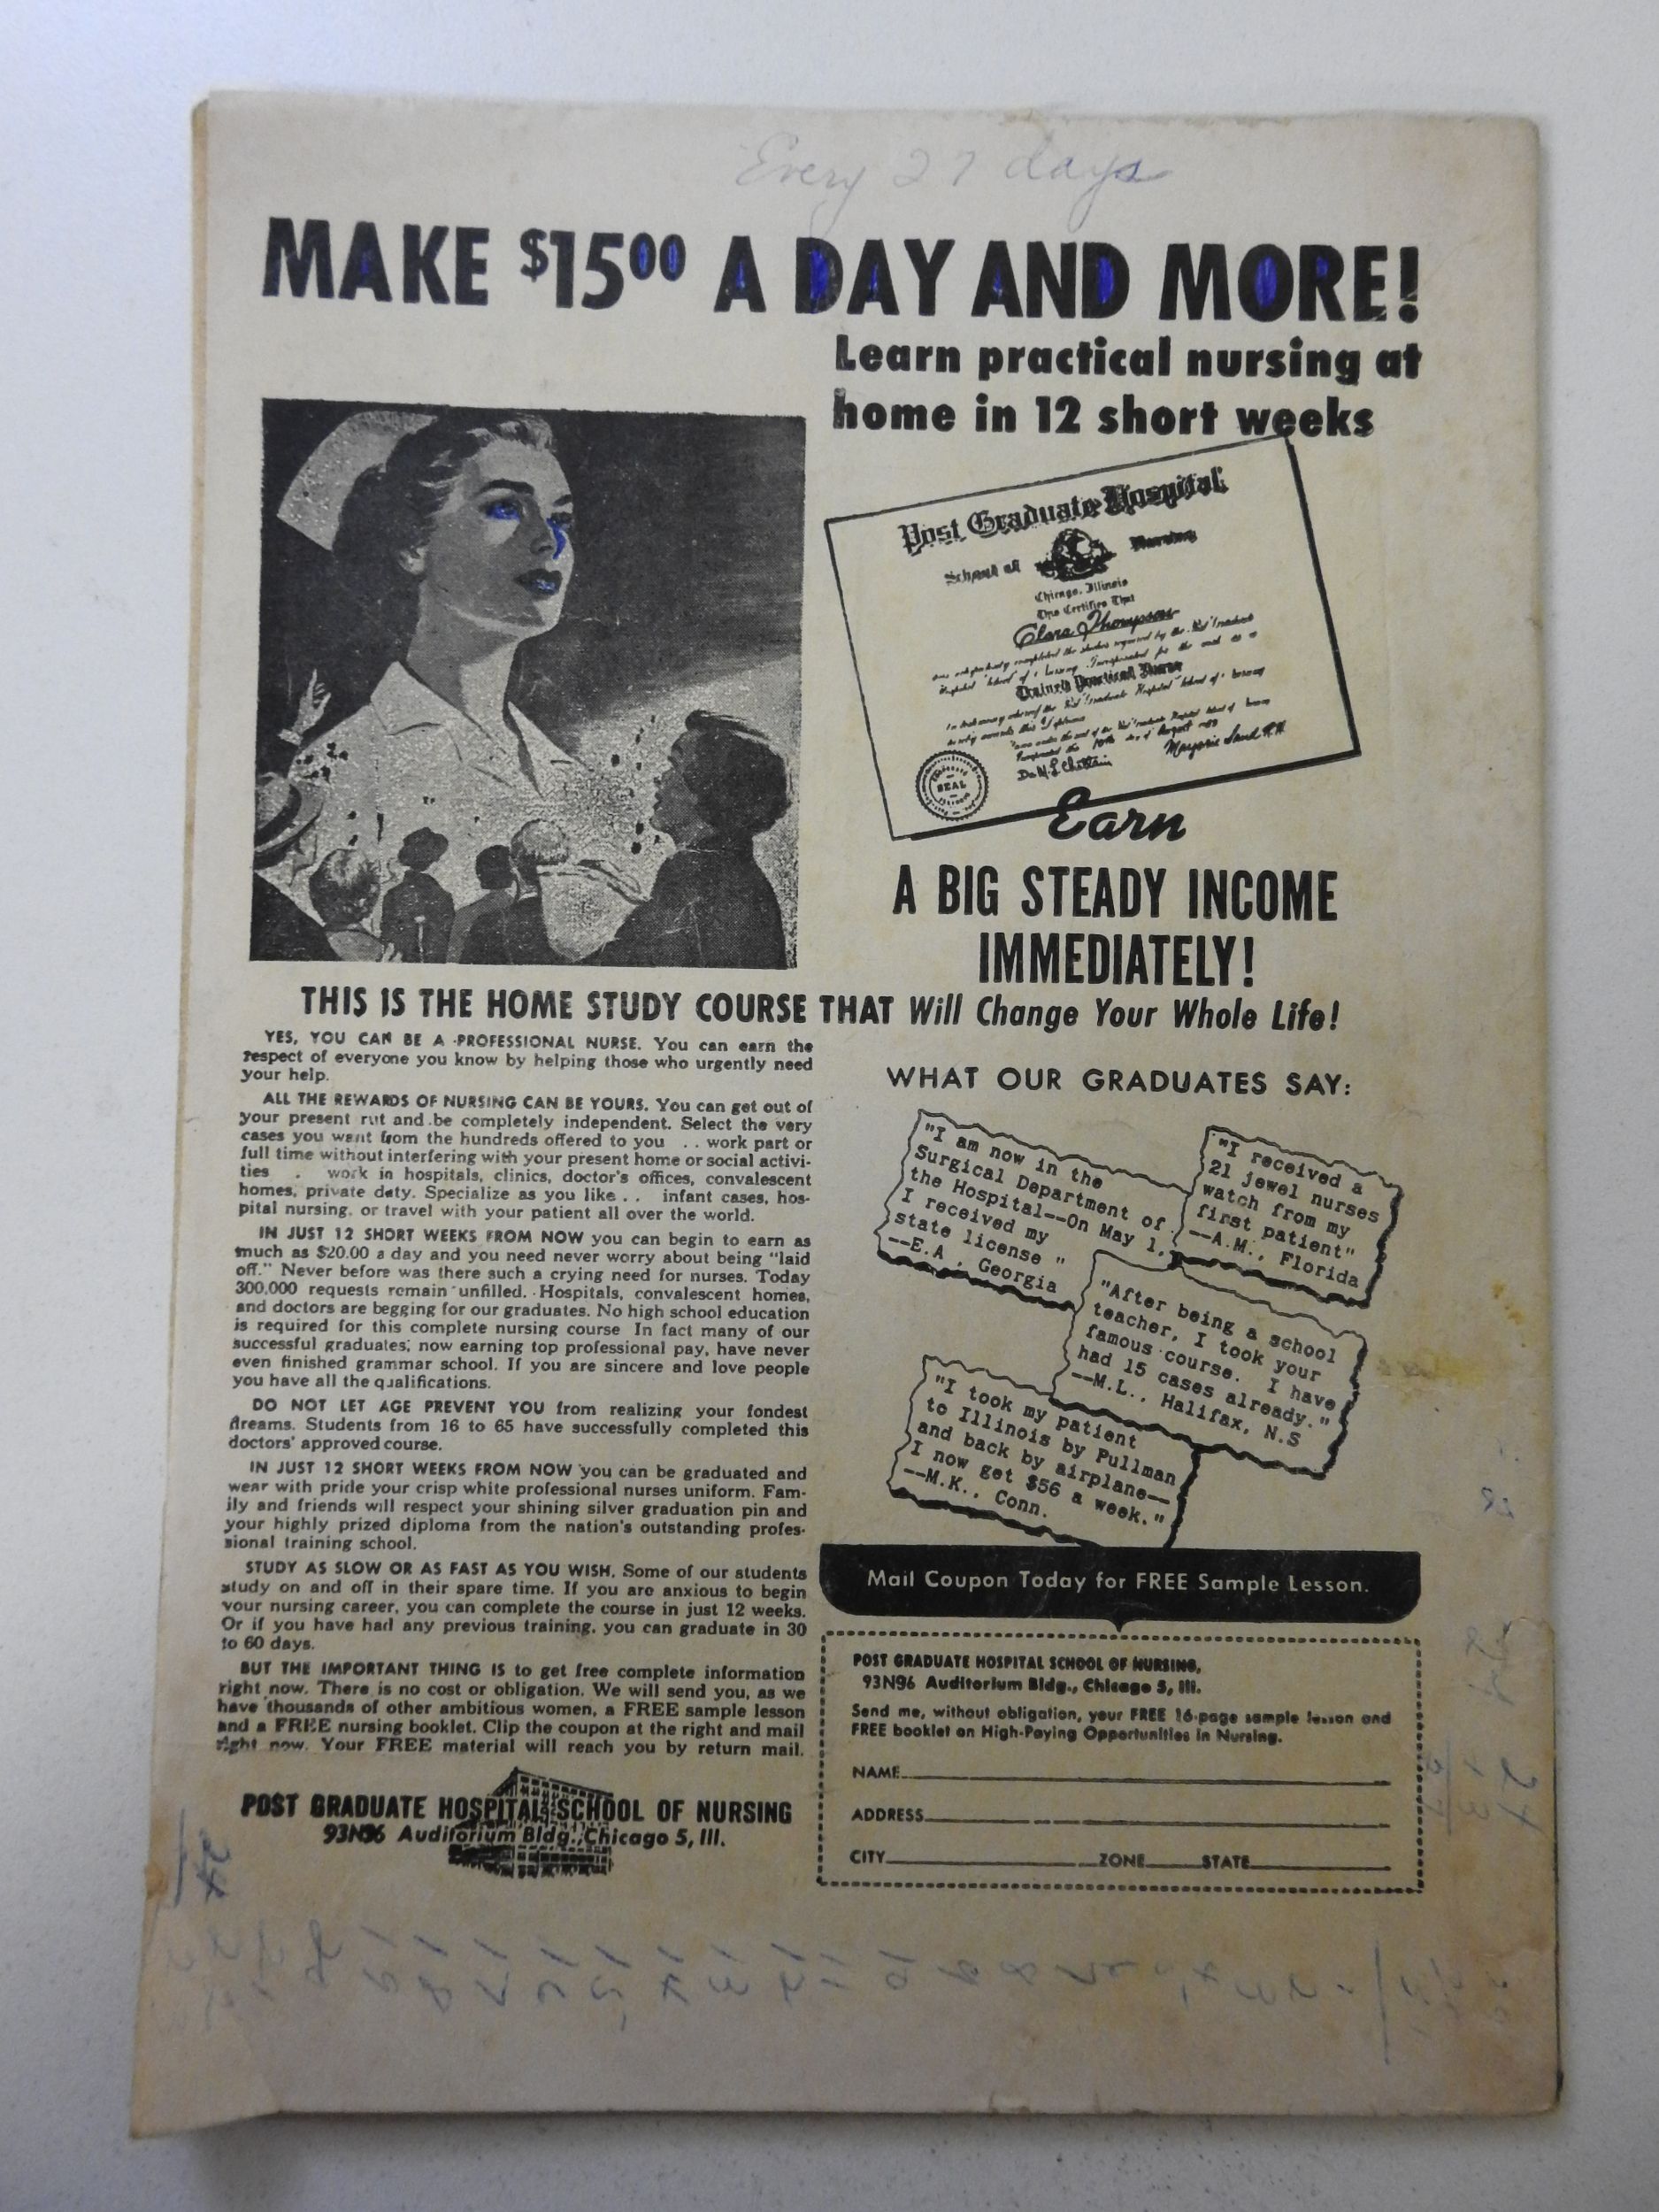 Every 27 days
MAKE $15⁰⁰ A DAY AND MORE!
Learn practical nursing at
home in 12 short weeks
Post Graduate Hospital
School of Nursing
Chicago, Illinois
This Certifies That
Clara Thompson
Trained Practical Nurse
SEAL
Earn
A BIG STEADY INCOME
IMMEDIATELY!
THIS IS THE HOME STUDY COURSE THAT Will Change Your Whole Life!
YES, YOU CAN BE A PROFESSIONAL NURSE. You can earn the
respect of everyone you know by helping those who urgently need
your help.
ALL THE REWARDS OF NURSING CAN BE YOURS. You can get out of
your present rut and be completely independent. Select the very
cases you want from the hundreds offered to you . . work part or
full time without interfering with your present home or social activi-
ties . work in hospitals, clinics, doctor's offices, convalescent
homes, private duty. Specialize as you like . . infant cases, hos-
pital nursing, or travel with your patient all over the world.
IN JUST 12 SHORT WEEKS FROM NOW you can begin to earn as
much as $20.00 a day and you need never worry about being "laid
off." Never before was there such a crying need for nurses. Today
300,000 requests remain unfilled. Hospitals, convalescent homes,
and doctors are begging for our graduates. No high school education
is required for this complete nursing course In fact many of our
successful graduates, now earning top professional pay, have never
even finished grammar school. If you are sincere and love people
you have all the qualifications.
DO NOT LET AGE PREVENT YOU from realizing your fondest
dreams. Students from 16 to 65 have successfully completed this
doctors' approved course.
IN JUST 12 SHORT WEEKS FROM NOW you can be graduated and
wear with pride your crisp white professional nurses uniform. Fam-
ily and friends will respect your shining silver graduation pin and
your highly prized diploma from the nation's outstanding profes-
sional training school.
STUDY AS SLOW OR AS FAST AS YOU WISH. Some of our students
study on and off in their spare time. If you are anxious to begin
your nursing career, you can complete the course in just 12 weeks.
Or if you have had any previous training, you can graduate in 30
to 60 days.
BUT THE IMPORTANT THING IS to get free complete information
right now. There is no cost or obligation. We will send you, as we
have thousands of other ambitious women, a FREE sample lesson
and a FREE nursing booklet. Clip the coupon at the right and mail
right now. Your FREE material will reach you by return mail.
POST GRADUATE HOSPITAL SCHOOL OF NURSING
93N96 Auditorium Bldg., Chicago 5, Ill.
WHAT OUR GRADUATES SAY:
"I am now in the
Surgical Department of
the Hospital--On May 1,
I received my
state license "
--E.A., Georgia
"I received a
21 jewel nurses
watch from my
first patient"
--A.M., Florida
"After being a school
teacher, I took your
famous course. I have
had 15 cases already."
--M.L., Halifax, N.S
"I took my patient
to Illinois by Pullman
and back by airplane--
I now get $56 a week."
--M.K., Conn.
Mail Coupon Today for FREE Sample Lesson.
POST GRADUATE HOSPITAL SCHOOL OF NURSING,
93N96 Auditorium Bldg., Chicago 5, Ill.
Send me, without obligation, your FREE 16-page sample lesson and
FREE booklet on High-Paying Opportunities in Nursing.
NAME
ADDRESS
CITY ZONE STATE